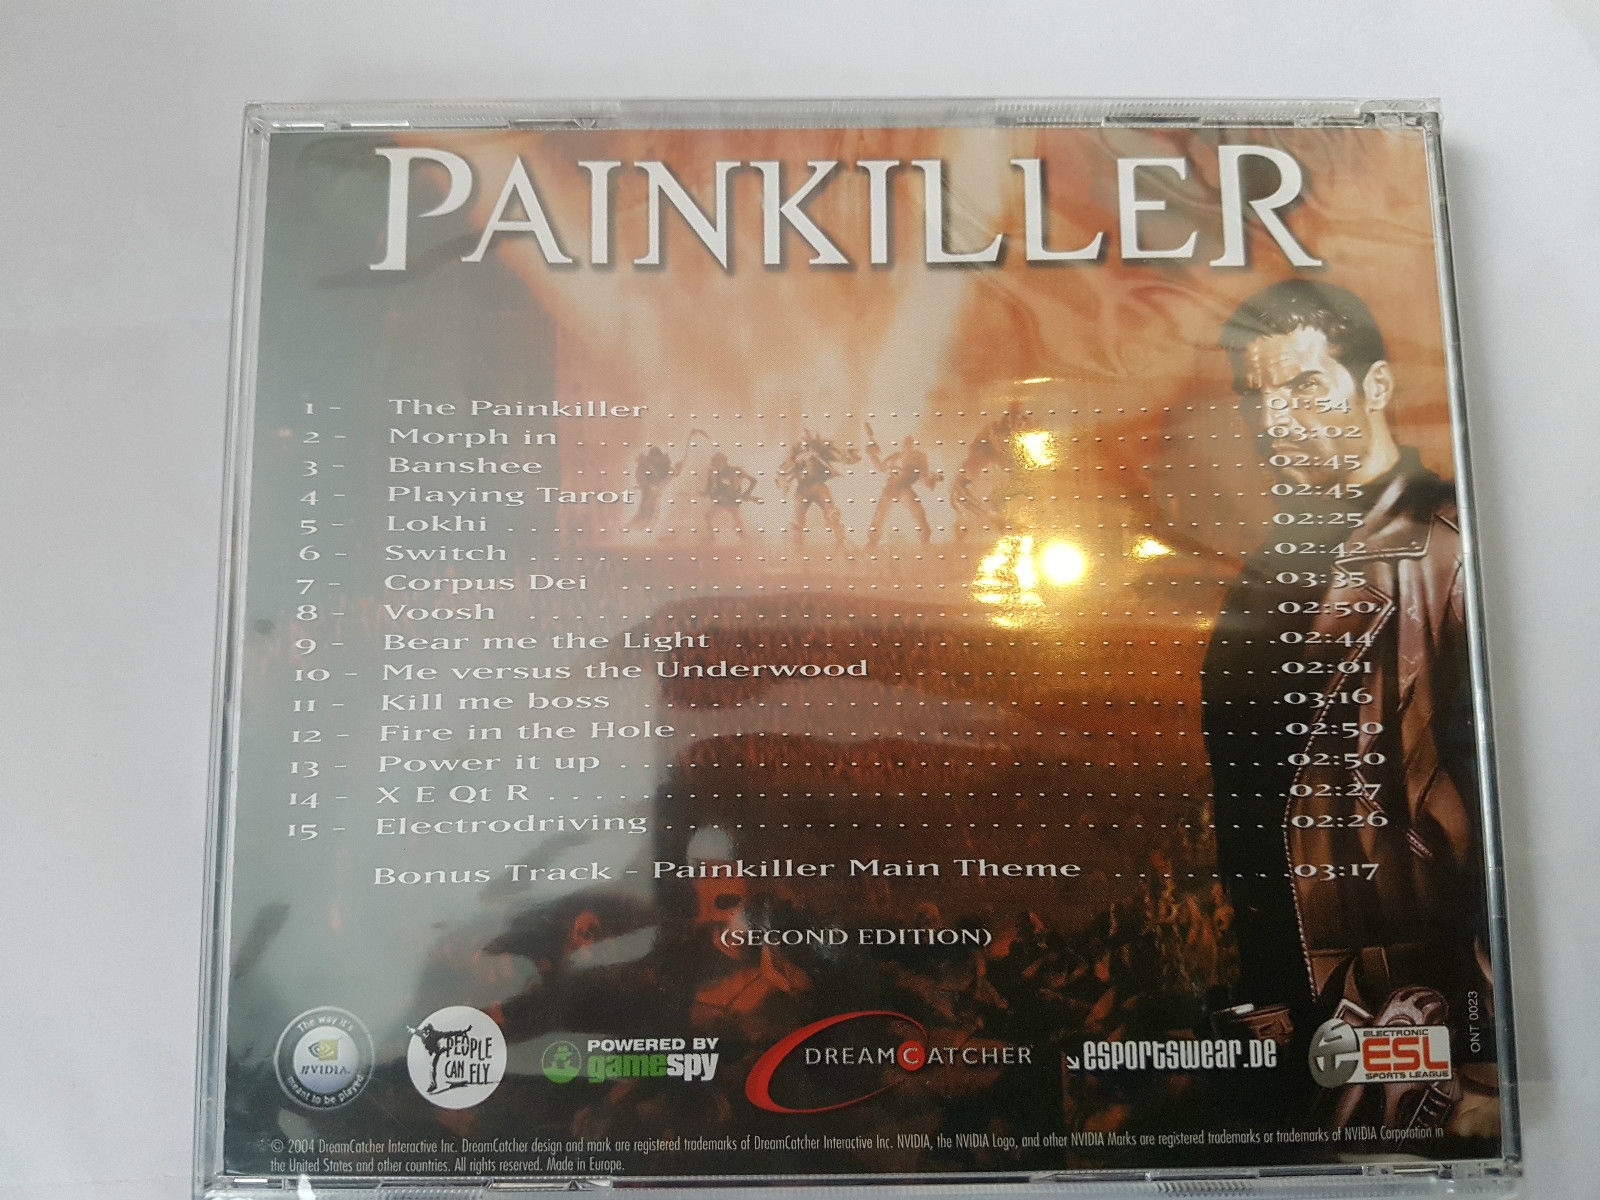 PAINKILLER
1 - The Painkiller . . . . . . . . . . . . . . . . . . . . 01:54
2 - Morph in . . . . . . . . . . . . . . . . . . . . 03:02
3 - Banshee . . . . . . . . . . . . . . . . . . . . 02:45
4 - Playing Tarot . . . . . . . . . . . . . . . . . . . . 02:45
5 - Lokhi . . . . . . . . . . . . . . . . . . . . 02:25
6 - Switch . . . . . . . . . . . . . . . . . . . . 02:42
7 - Corpus Dei . . . . . . . . . . . . . . . . . . . . 03:35
8 - Voosh . . . . . . . . . . . . . . . . . . . . 02:50
9 - Bear me the Light . . . . . . . . . . . . . . . . . . 02:44
10 - Me versus the Underwood . . . . . . . . . . . . . 02:01
11 - Kill me boss . . . . . . . . . . . . . . . . . . . . 03:16
12 - Fire in the Hole . . . . . . . . . . . . . . . . . . . 02:50
13 - Power it up . . . . . . . . . . . . . . . . . . . . 02:50
14 - X E Qt R . . . . . . . . . . . . . . . . . . . . 02:27
15 - Electrodriving . . . . . . . . . . . . . . . . . . . . 02:26
Bonus Track - Painkiller Main Theme . . . . . . . . 03:17
(SECOND EDITION)
The way it's
NVIDIA.
meant to be played
PEOPLE
CAN FLY
POWERED BY
gamespy
DREAMCATCHER
esportswear.DE
ELECTRONIC
ESL
SPORTS LEAGUE
ONT 0023
© 2004 DreamCatcher Interactive Inc. DreamCatcher design and mark are registered trademarks of DreamCatcher Interactive Inc. NVIDIA, the NVIDIA Logo, and other NVIDIA Marks are registered trademarks or trademarks of NVIDIA Corporation in
the United States and other countries. All rights reserved. Made in Europe.